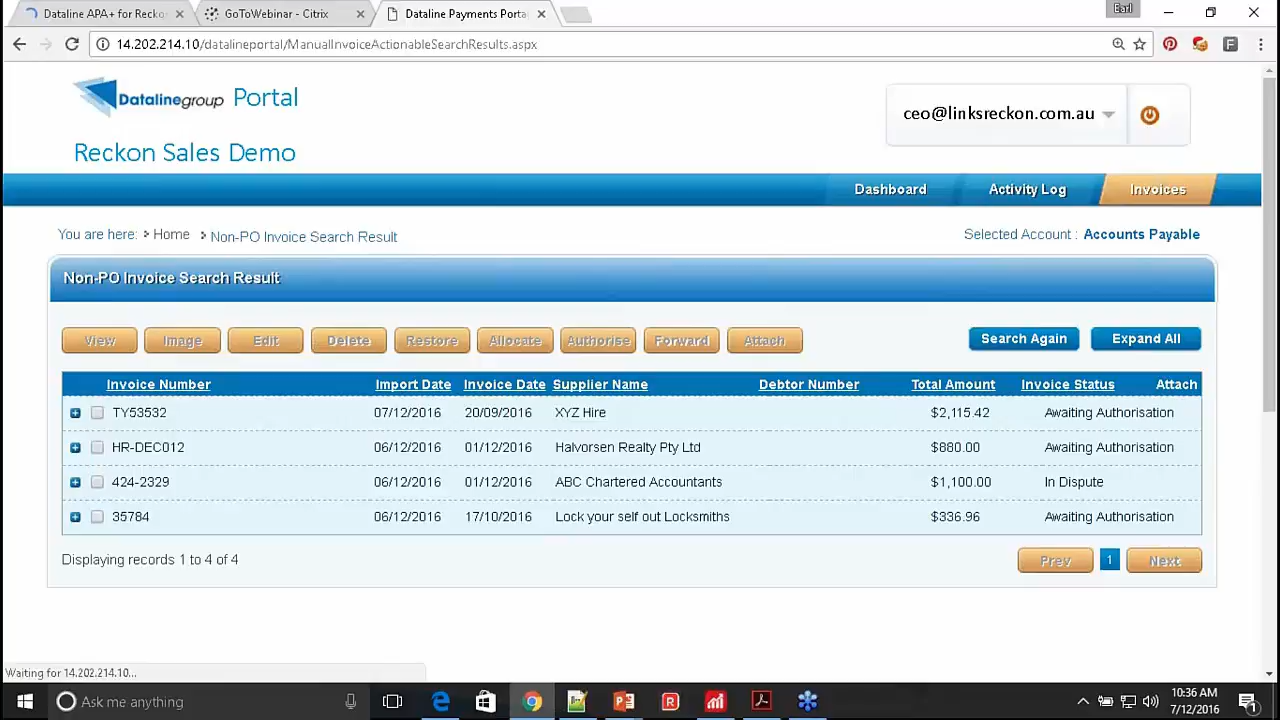 Dataline APA+ for Recko
GoToWebinar - Citrix
Dataline Payments Porta
Earl
14.202.214.10/datalineportal/ManualInvoiceActionableSearchResults.aspx
Datalinegroup Portal
ceo@linksreckon.com.au
Reckon Sales Demo
Dashboard
Activity Log
Invoices
You are here: Home Non-PO Invoice Search Result
Selected Account : Accounts Payable
Non-PO Invoice Search Result
View Image Edit Delete Restore Allocate Authorise Forward Attach Search Again Expand All
Invoice Number Import Date Invoice Date Supplier Name Debtor Number Total Amount Invoice Status Attach
TY53532 07/12/2016 20/09/2016 XYZ Hire $2,115.42 Awaiting Authorisation
HR-DEC012 06/12/2016 01/12/2016 Halvorsen Realty Pty Ltd $880.00 Awaiting Authorisation
424-2329 06/12/2016 01/12/2016 ABC Chartered Accountants $1,100.00 In Dispute
35784 06/12/2016 17/10/2016 Lock your self out Locksmiths $336.96 Awaiting Authorisation
Displaying records 1 to 4 of 4
Prev 1 Next
Waiting for 14.202.214.10...
Ask me anything
10:36 AM
7/12/2016
1